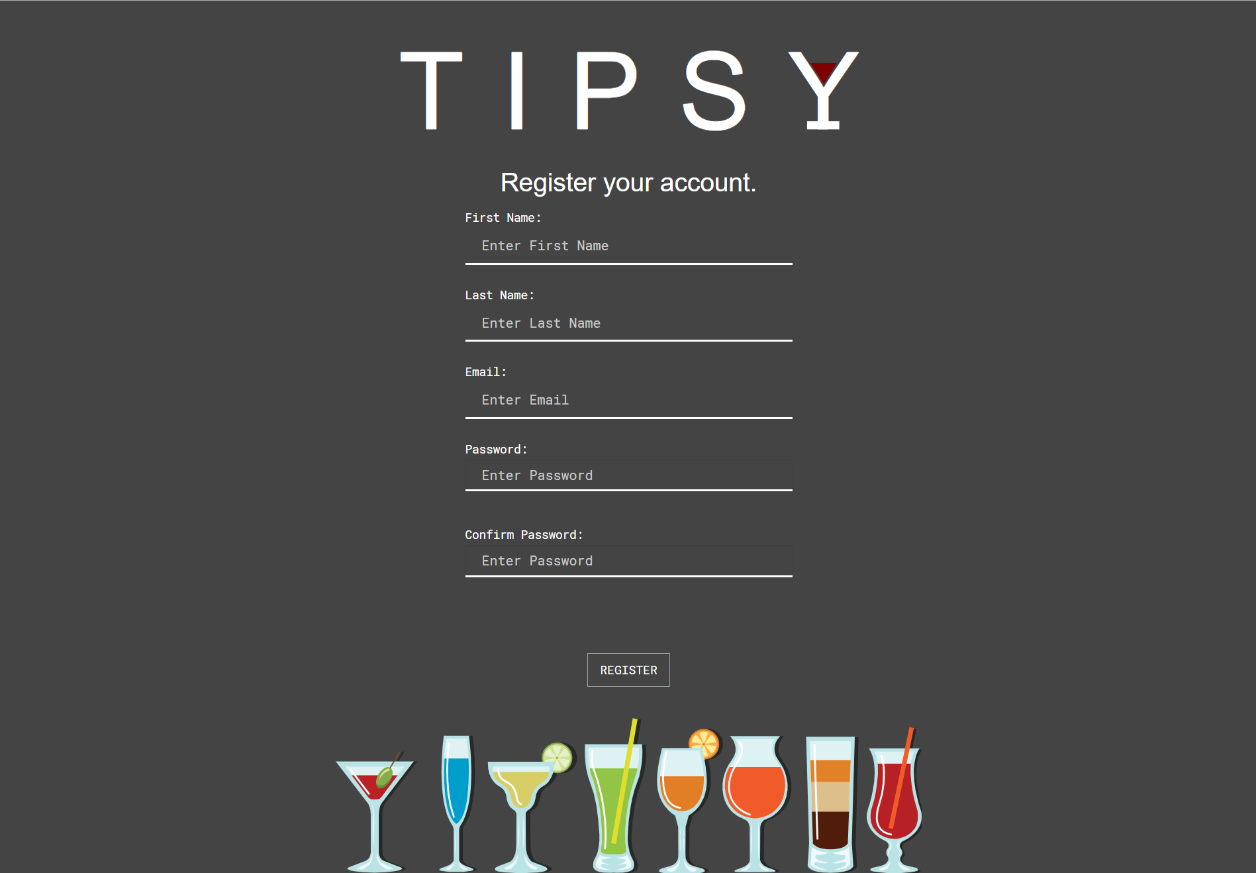 TIPSY
Register your account.
First Name:
Enter First Name
Last Name:
Enter Last Name
Email:
Enter Email
Password:
Enter Password
Confirm Password:
Enter Password
REGISTER